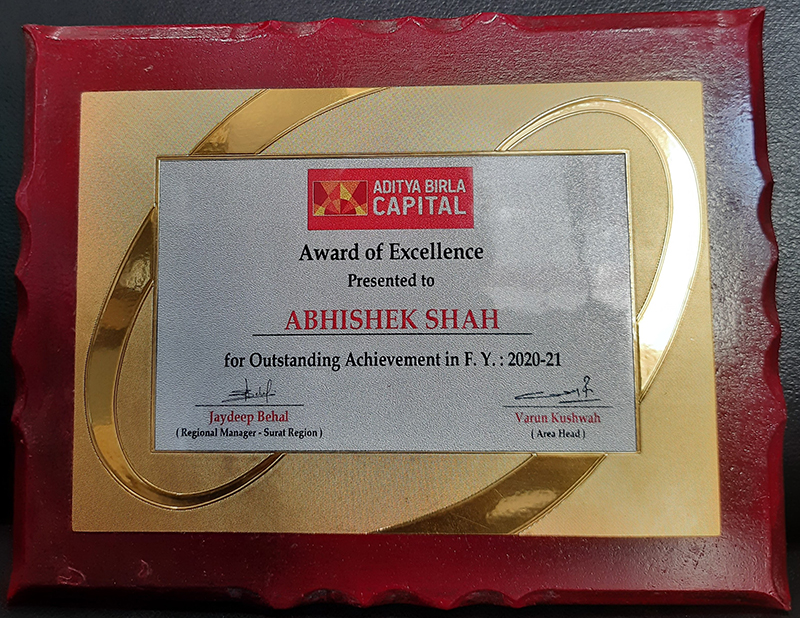 ADITYA BIRLA
CAPITAL
Award of Excellence
Presented to
ABHISHEK SHAH
for Outstanding Achievement in F. Y. : 2020-21
Jaydeep Behal
( Regional Manager - Surat Region )
Varun Kushwah
( Area Head )